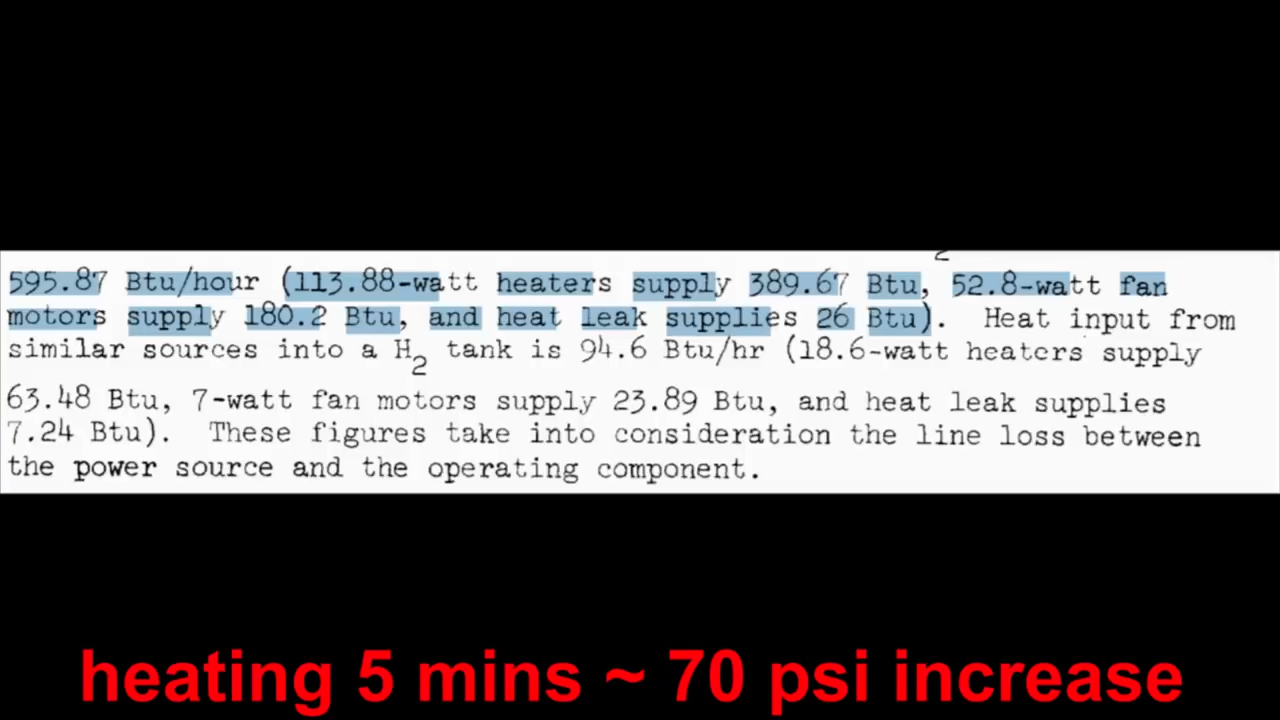 595.87 Btu/hour (113.88-watt heaters supply 389.67 Btu, 52.8-watt fan
motors supply 180.2 Btu, and heat leak supplies 26 Btu). Heat input from
similar sources into a H2 tank is 94.6 Btu/hr (18.6-watt heaters supply
63.48 Btu, 7-watt fan motors supply 23.89 Btu, and heat leak supplies
7.24 Btu). These figures take into consideration the line loss between
the power source and the operating component.
heating 5 mins ~ 70 psi increase